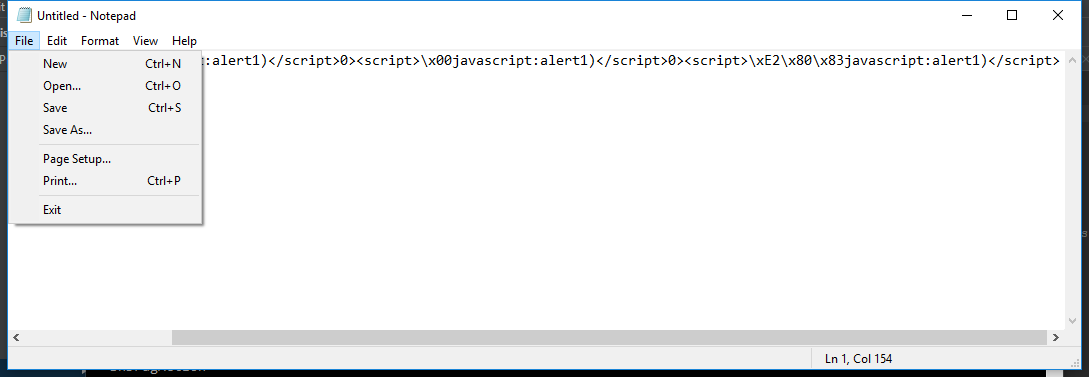 Untitled - Notepad
File Edit Format View Help
:alert1)</script>0><script>\x00javascript:alert1)</script>0><script>\xE2\x80\x83javascript:alert1)</script>
New Ctrl+N
Open... Ctrl+O
Save Ctrl+S
Save As...
Page Setup...
Print... Ctrl+P
Exit
Ln 1, Col 154